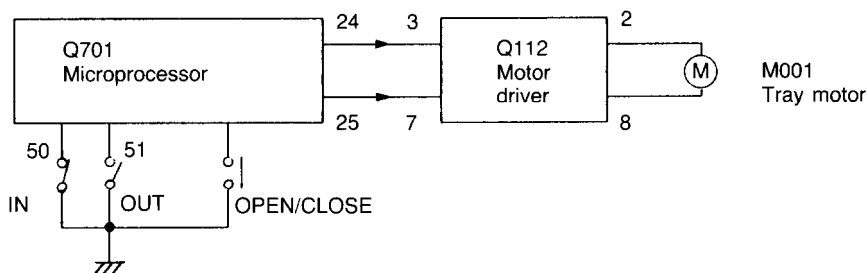 24
3
2
Q701
Microprocessor
Q112
Motor
driver
M
M001
Tray motor
25
7
8
50
51
IN
OUT
OPEN/CLOSE